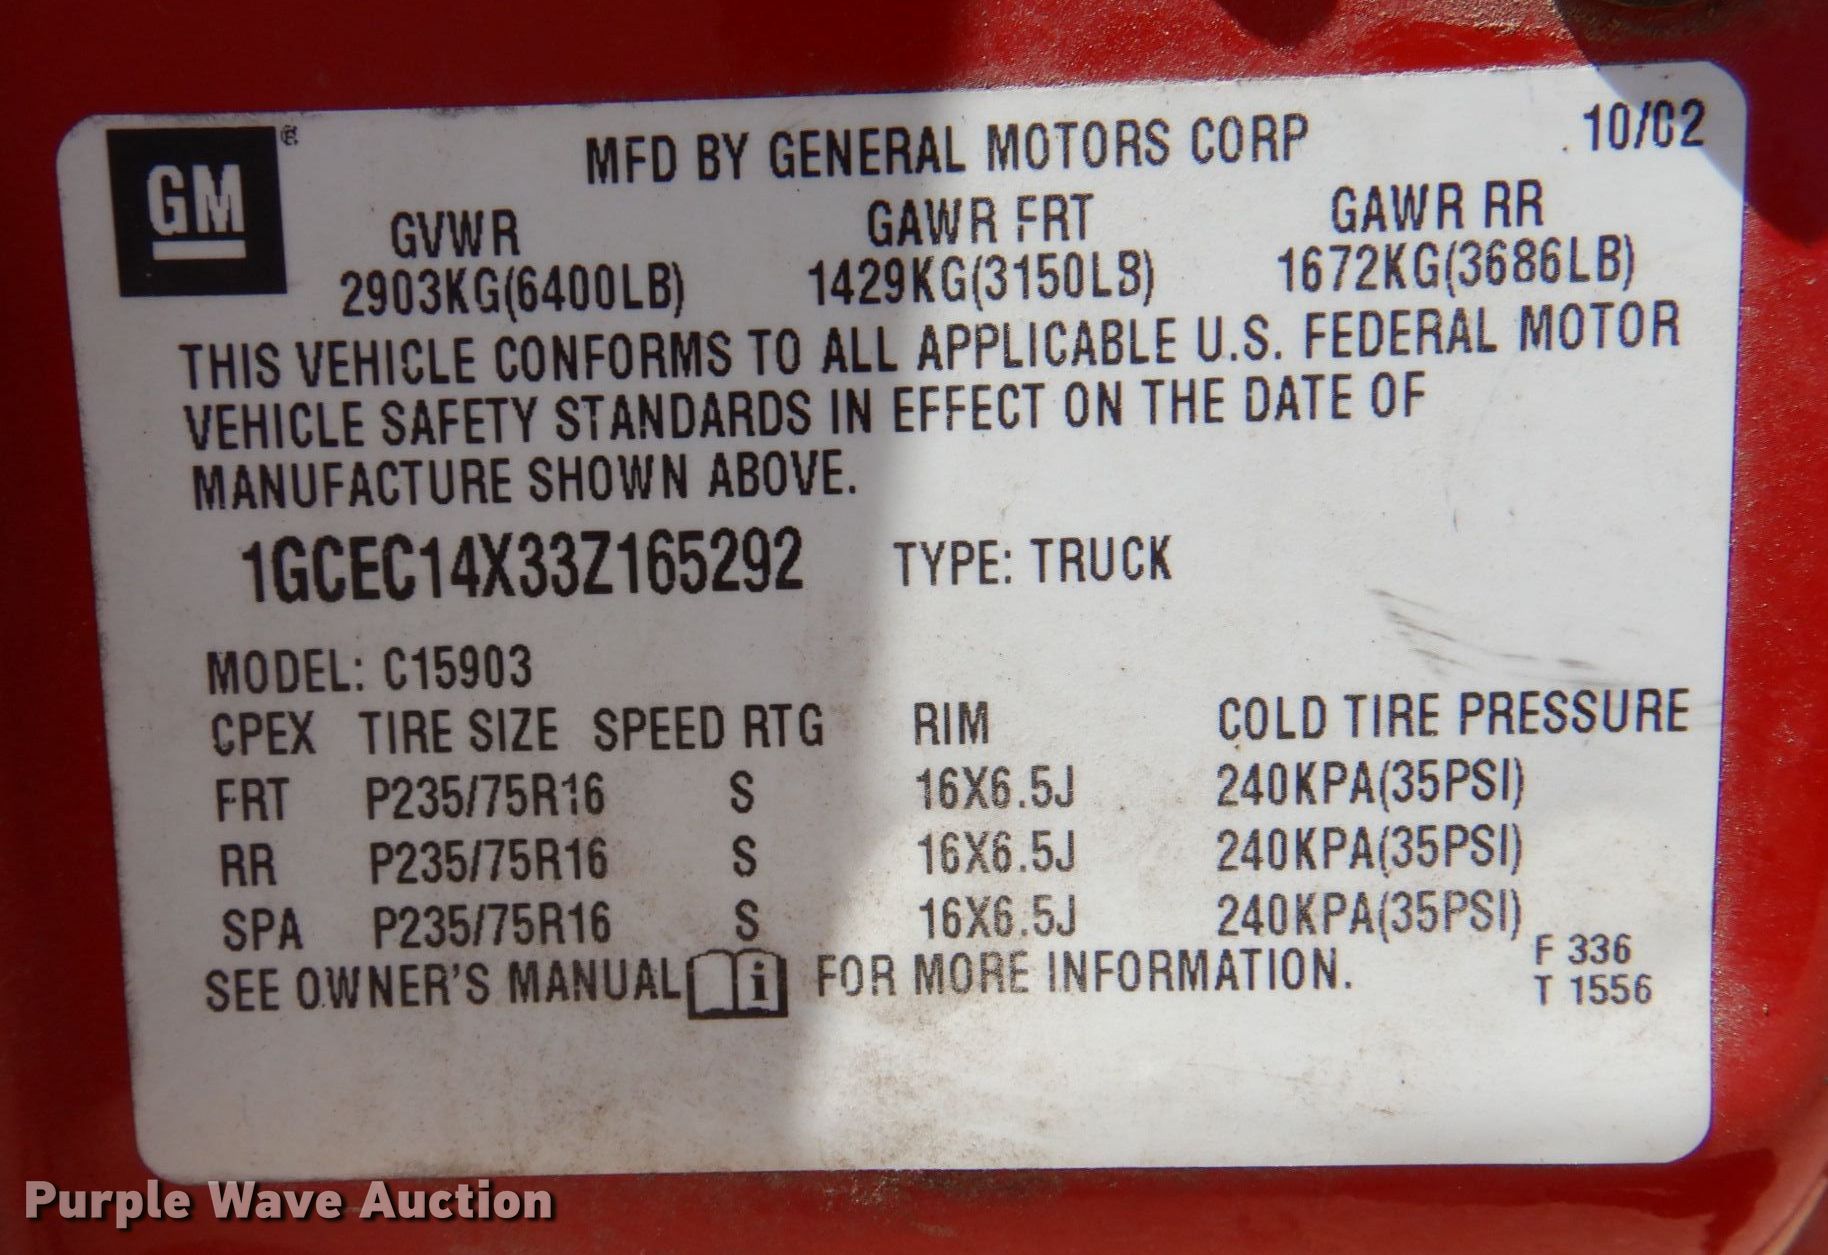 GM ®
MFD BY GENERAL MOTORS CORP 10/02
GVWR GAWR FRT GAWR RR
2903KG(6400LB) 1429KG(3150LB) 1672KG(3686LB)
THIS VEHICLE CONFORMS TO ALL APPLICABLE U.S. FEDERAL MOTOR
VEHICLE SAFETY STANDARDS IN EFFECT ON THE DATE OF
MANUFACTURE SHOWN ABOVE.
1GCEC14X33Z165292 TYPE: TRUCK
MODEL: C15903
CPEX TIRE SIZE SPEED RTG RIM COLD TIRE PRESSURE
FRT P235/75R16 S 16X6.5J 240KPA(35PSI)
RR P235/75R16 S 16X6.5J 240KPA(35PSI)
SPA P235/75R16 S 16X6.5J 240KPA(35PSI)
SEE OWNER'S MANUAL i FOR MORE INFORMATION.
F 336
T 1556
Purple Wave Auction